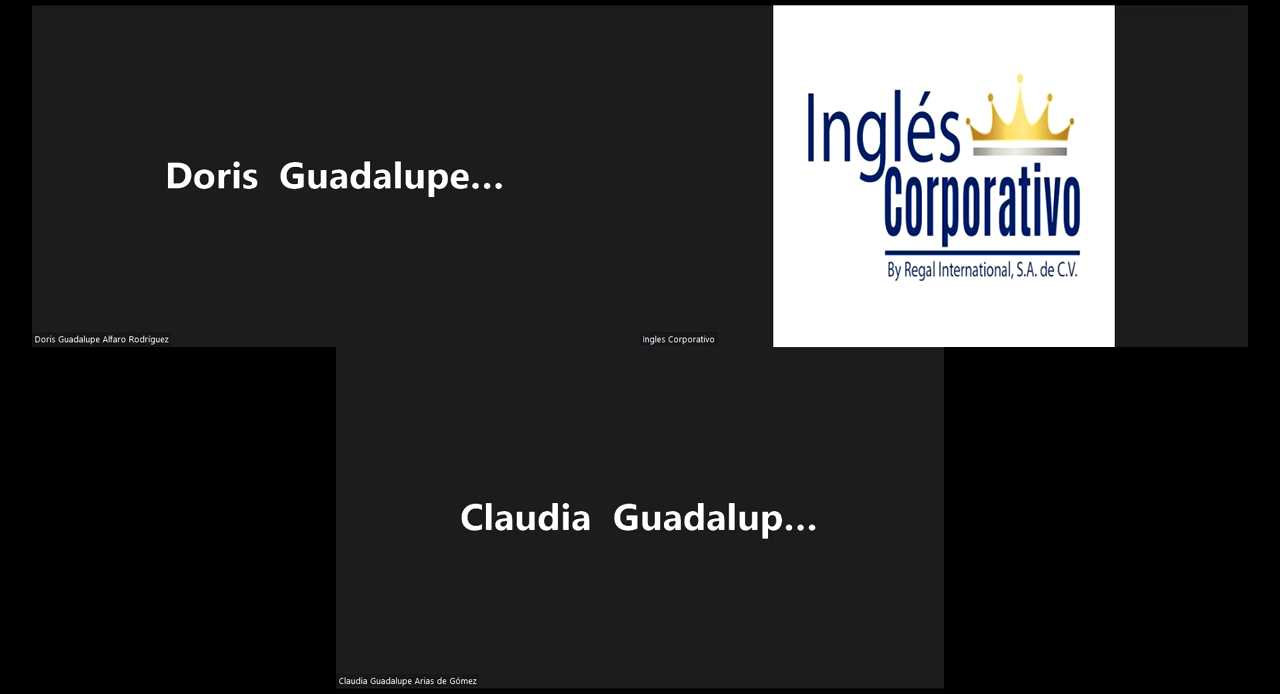 Doris Guadalupe...
Doris Guadalupe Alfaro Rodríguez
Inglés
Corporativo
By Regal International, S.A. de C.V.
Ingles Corporativo
Claudia Guadalup...
Claudia Guadalupe Arias de Gómez